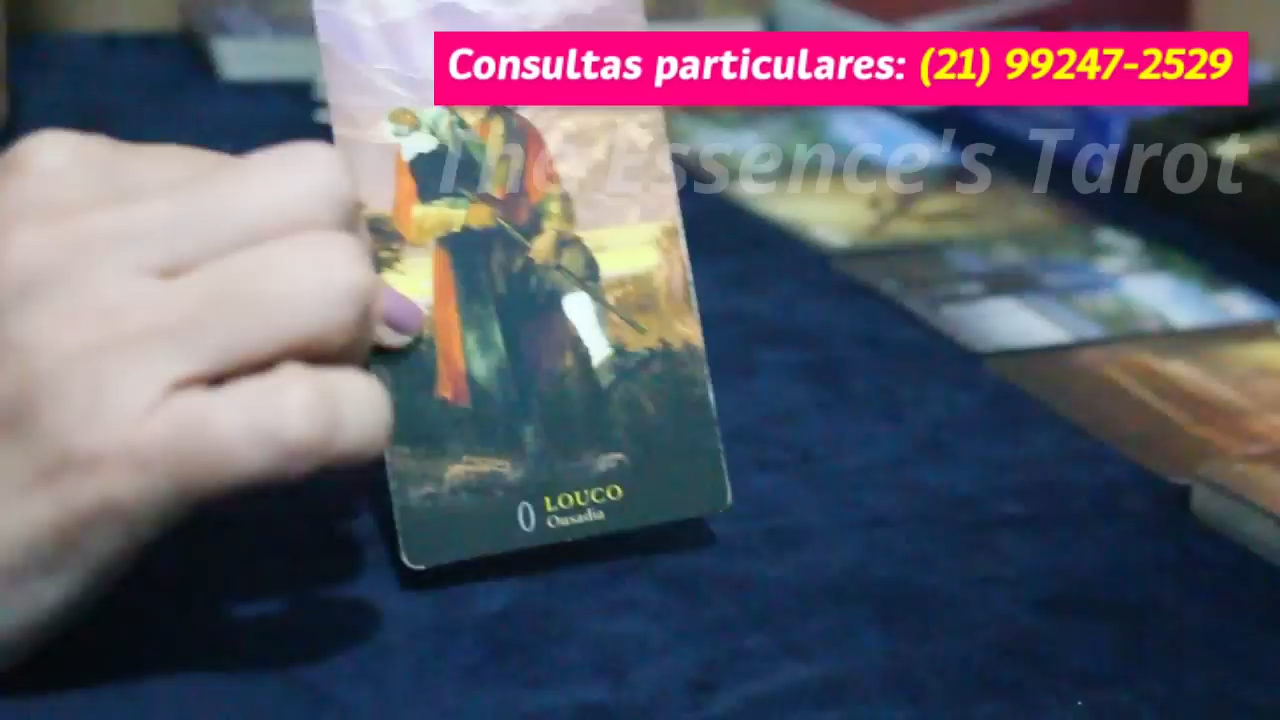 Consultas particulares: (21) 99247-2529
The Essence's Tarot
0 LOUCO
Ousadia